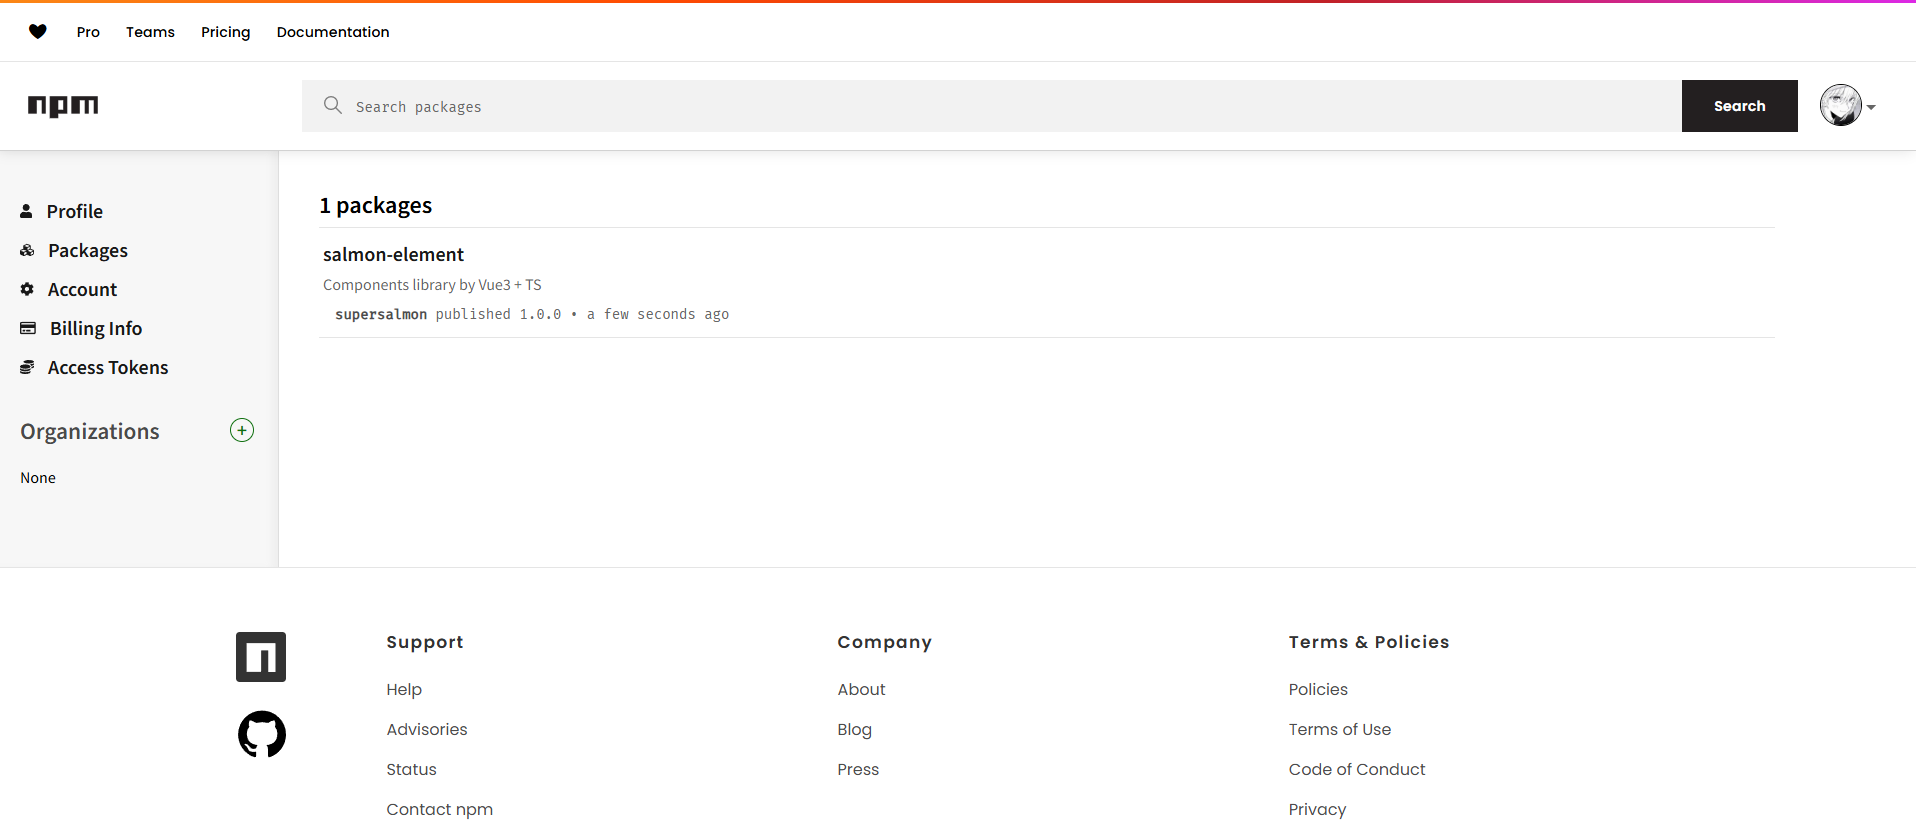 Pro Teams Pricing Documentation
npm
Search packages
Search
Profile
Packages
Account
Billing Info
Access Tokens
Organizations
+
None
1 packages
salmon-element
Components library by Vue3 + TS
supersalmon published 1.0.0 • a few seconds ago
Support
Help
Advisories
Status
Contact npm
Company
About
Blog
Press
Terms & Policies
Policies
Terms of Use
Code of Conduct
Privacy